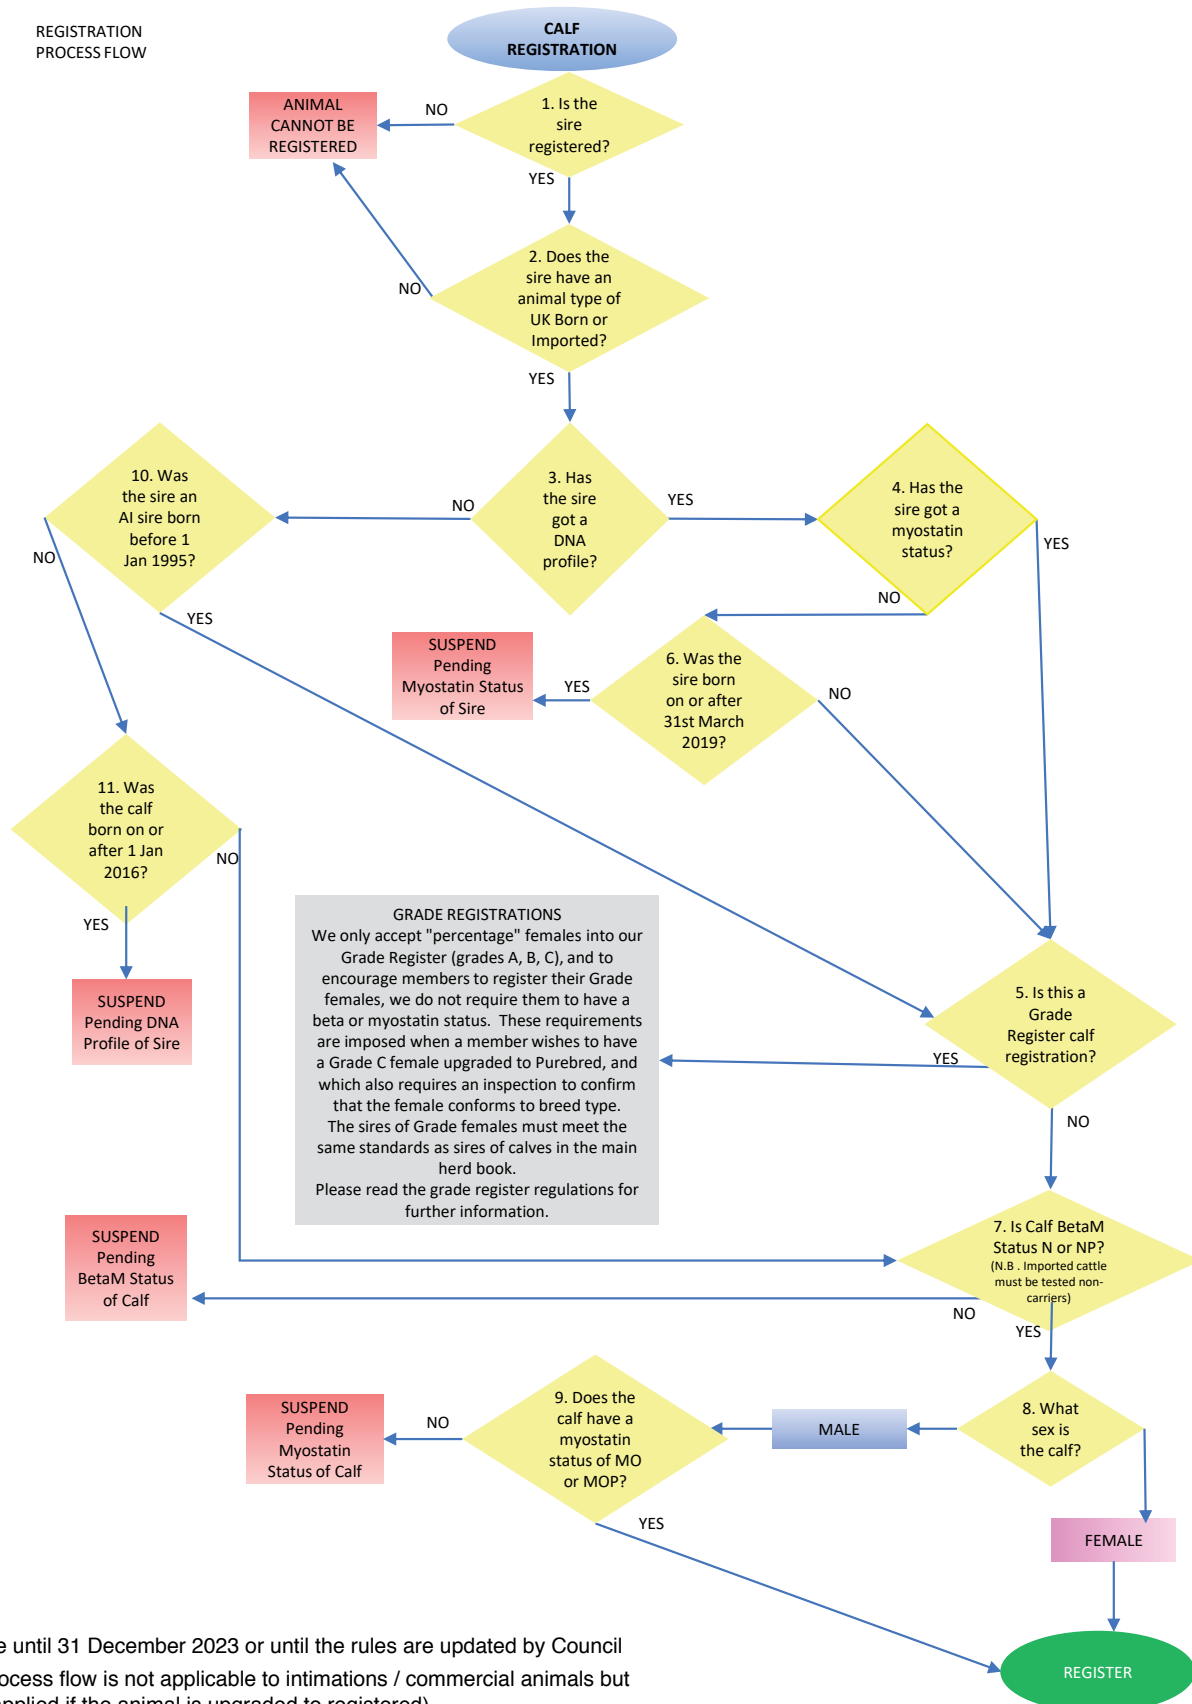 REGISTRATION
PROCESS FLOW
CALF
REGISTRATION
ANIMAL
CANNOT BE
REGISTERED
NO
1. Is the
sire
registered?
YES
2. Does the
sire have an
animal type of
UK Born or
Imported?
NO
YES
10. Was
the sire an
AI sire born
before 1
Jan 1995?
NO
3. Has
the sire
got a
DNA
profile?
YES
4. Has the
sire got a
myostatin
status?
NO
YES
YES
NO
SUSPEND
Pending
Myostatin Status
of Sire
YES
6. Was the
sire born
on or after
31st March
2019?
NO
11. Was
the calf
born on or
after 1 Jan
2016?
NO
YES
SUSPEND
Pending DNA
Profile of Sire
GRADE REGISTRATIONS
We only accept "percentage" females into our
Grade Register (grades A, B, C), and to
encourage members to register their Grade
females, we do not require them to have a
beta or myostatin status. These requirements
are imposed when a member wishes to have
a Grade C female upgraded to Purebred, and
which also requires an inspection to confirm
that the female conforms to breed type.
The sires of Grade females must meet the
same standards as sires of calves in the main
herd book.
Please read the grade register regulations for
further information.
5. Is this a
Grade
Register calf
registration?
YES
NO
SUSPEND
Pending
BetaM Status
of Calf
7. Is Calf BetaM
Status N or NP?
(N.B . Imported cattle
must be tested non-
carriers)
NO
YES
SUSPEND
Pending
Myostatin
Status of Calf
NO
9. Does the
calf have a
myostatin
status of MO
or MOP?
MALE
8. What
sex is
the calf?
YES
FEMALE
REGISTER
e until 31 December 2023 or until the rules are updated by Council
ocess flow is not applicable to intimations / commercial animals but
applied if the animal is upgraded to registered)